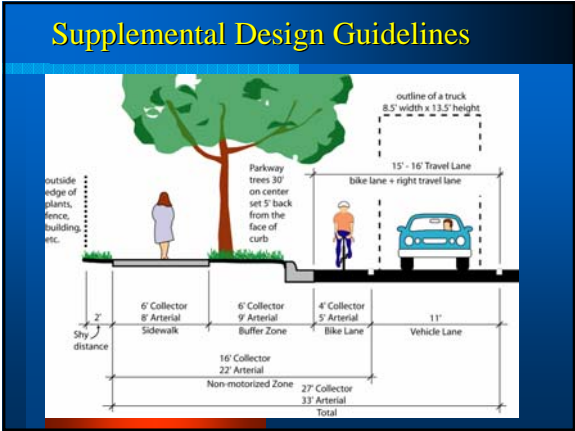 Supplemental Design Guidelines
outline of a truck
8.5' width x 13.5' height
15' - 16' Travel Lane
bike lane + right travel lane
Parkway
trees 30'
on center
set 5' back
from the
face of
curb
outside
edge of
plants,
fence,
building,
etc.
2'
Shy
distance
6' Collector
8' Arterial
Sidewalk
6' Collector
9' Arterial
Buffer Zone
4' Collector
5' Arterial
Bike Lane
11'
Vehicle Lane
16' Collector
22' Arterial
Non-motorized Zone
27' Collector
33' Arterial
Total